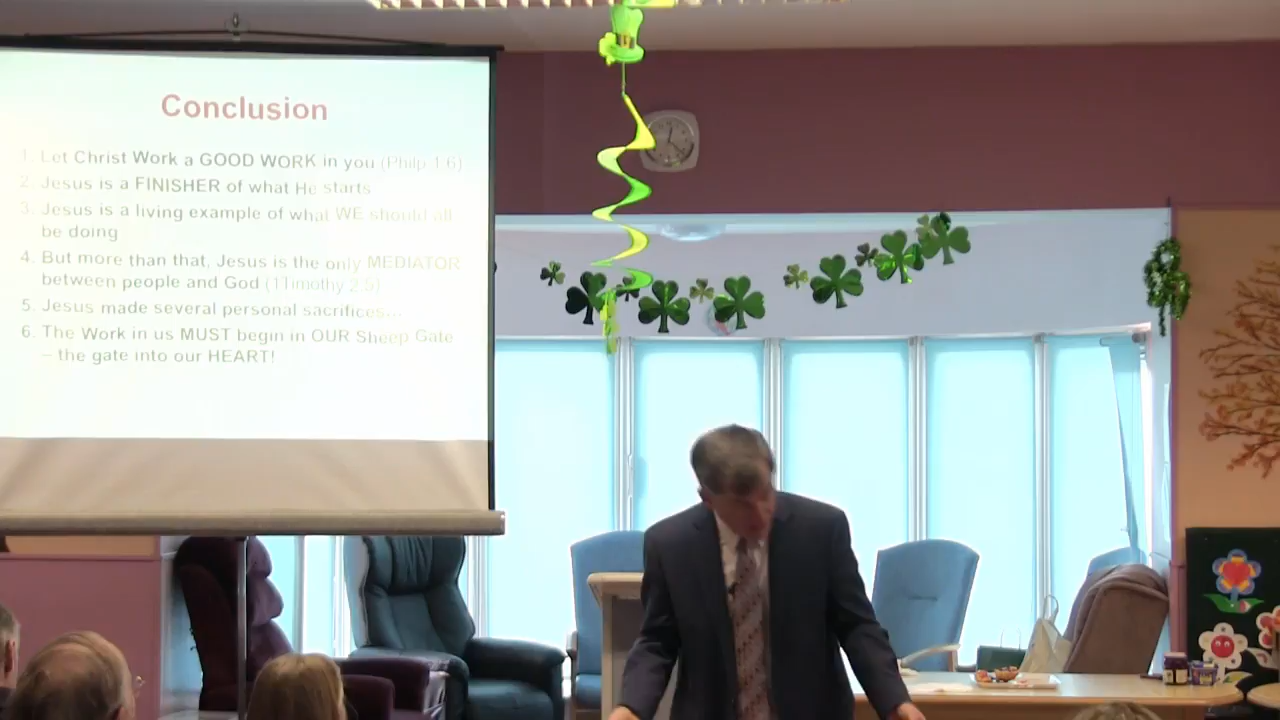 Conclusion
1. Let Christ Work a GOOD WORK in you (Philp 1:6)
2. Jesus is a FINISHER of what He starts
3. Jesus is a living example of what WE should all
be doing
4. But more than that, Jesus is the only MEDIATOR
between people and God (1Timothy 2:5)
5. Jesus made several personal sacrifices...
6. The Work in us MUST begin in OUR Sheep Gate
– the gate into our HEART!